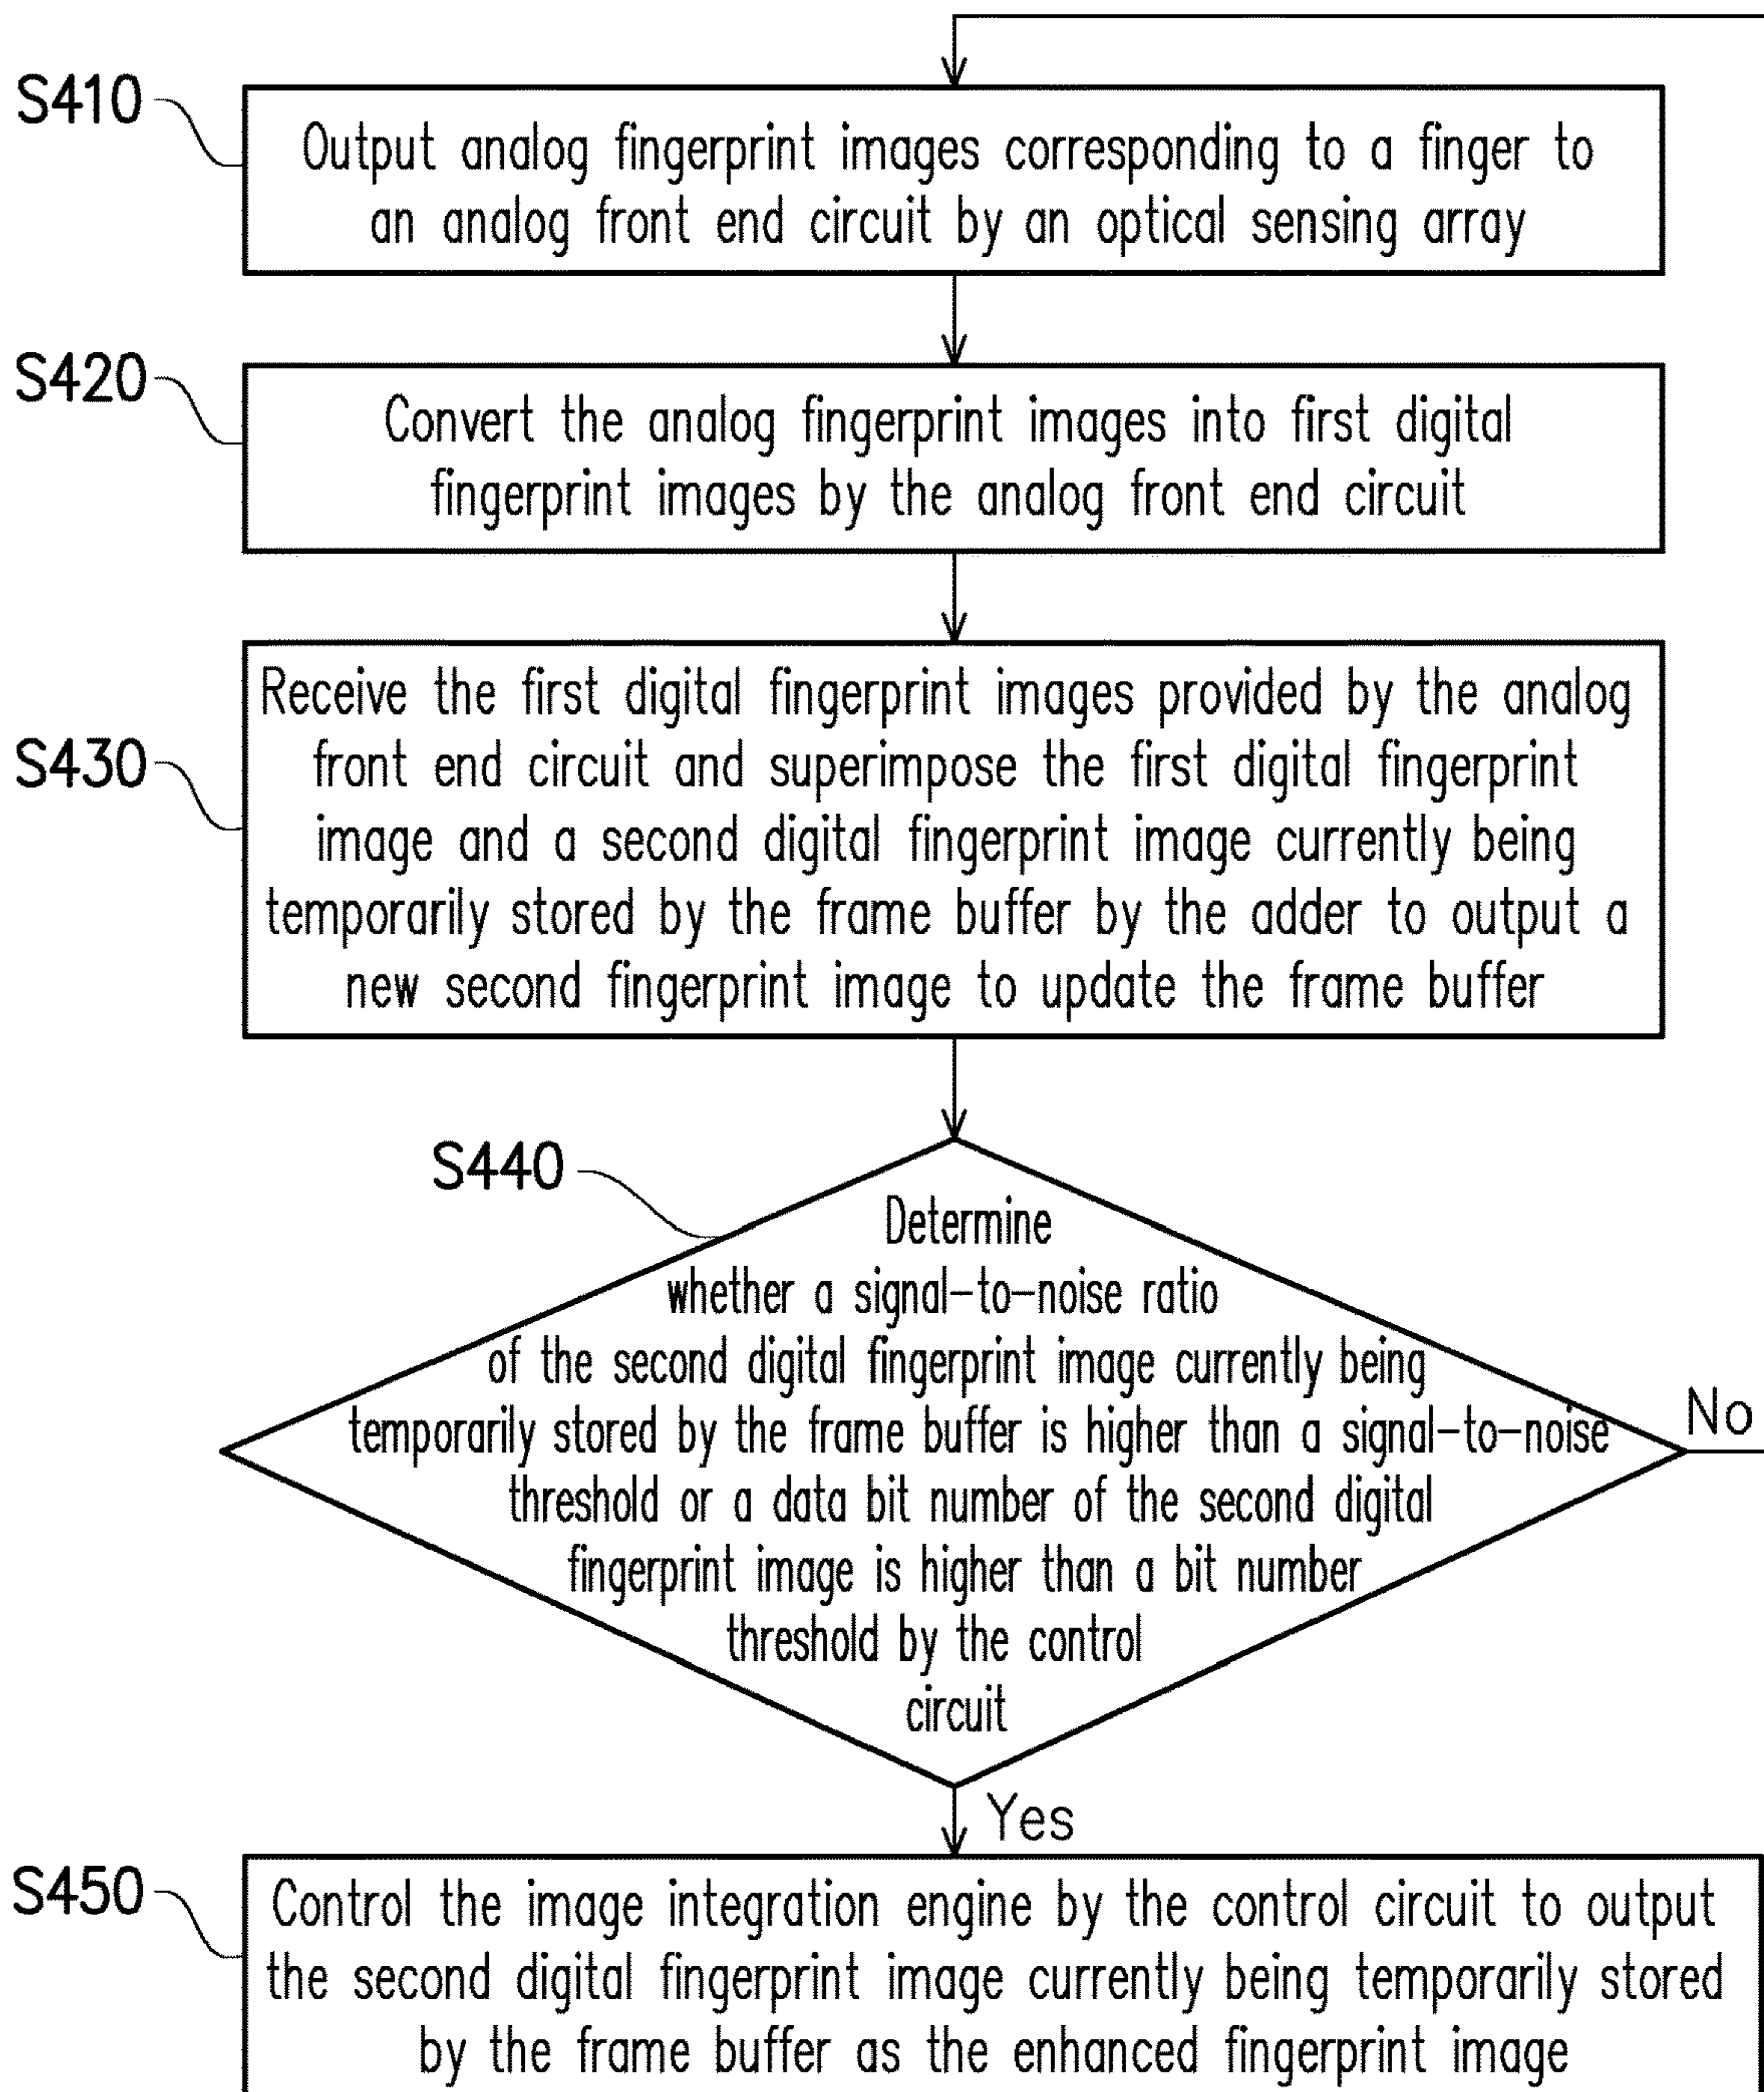 S410
Output analog fingerprint images corresponding to a finger to
an analog front end circuit by an optical sensing array
S420
Convert the analog fingerprint images into first digital
fingerprint images by the analog front end circuit
S430
Receive the first digital fingerprint images provided by the analog
front end circuit and superimpose the first digital fingerprint
image and a second digital fingerprint image currently being
temporarily stored by the frame buffer by the adder to output a
new second fingerprint image to update the frame buffer
S440
Determine
whether a signal-to-noise ratio
of the second digital fingerprint image currently being
temporarily stored by the frame buffer is higher than a signal-to-noise
threshold or a data bit number of the second digital
fingerprint image is higher than a bit number
threshold by the control
circuit
No
Yes
S450
Control the image integration engine by the control circuit to output
the second digital fingerprint image currently being temporarily stored
by the frame buffer as the enhanced fingerprint image